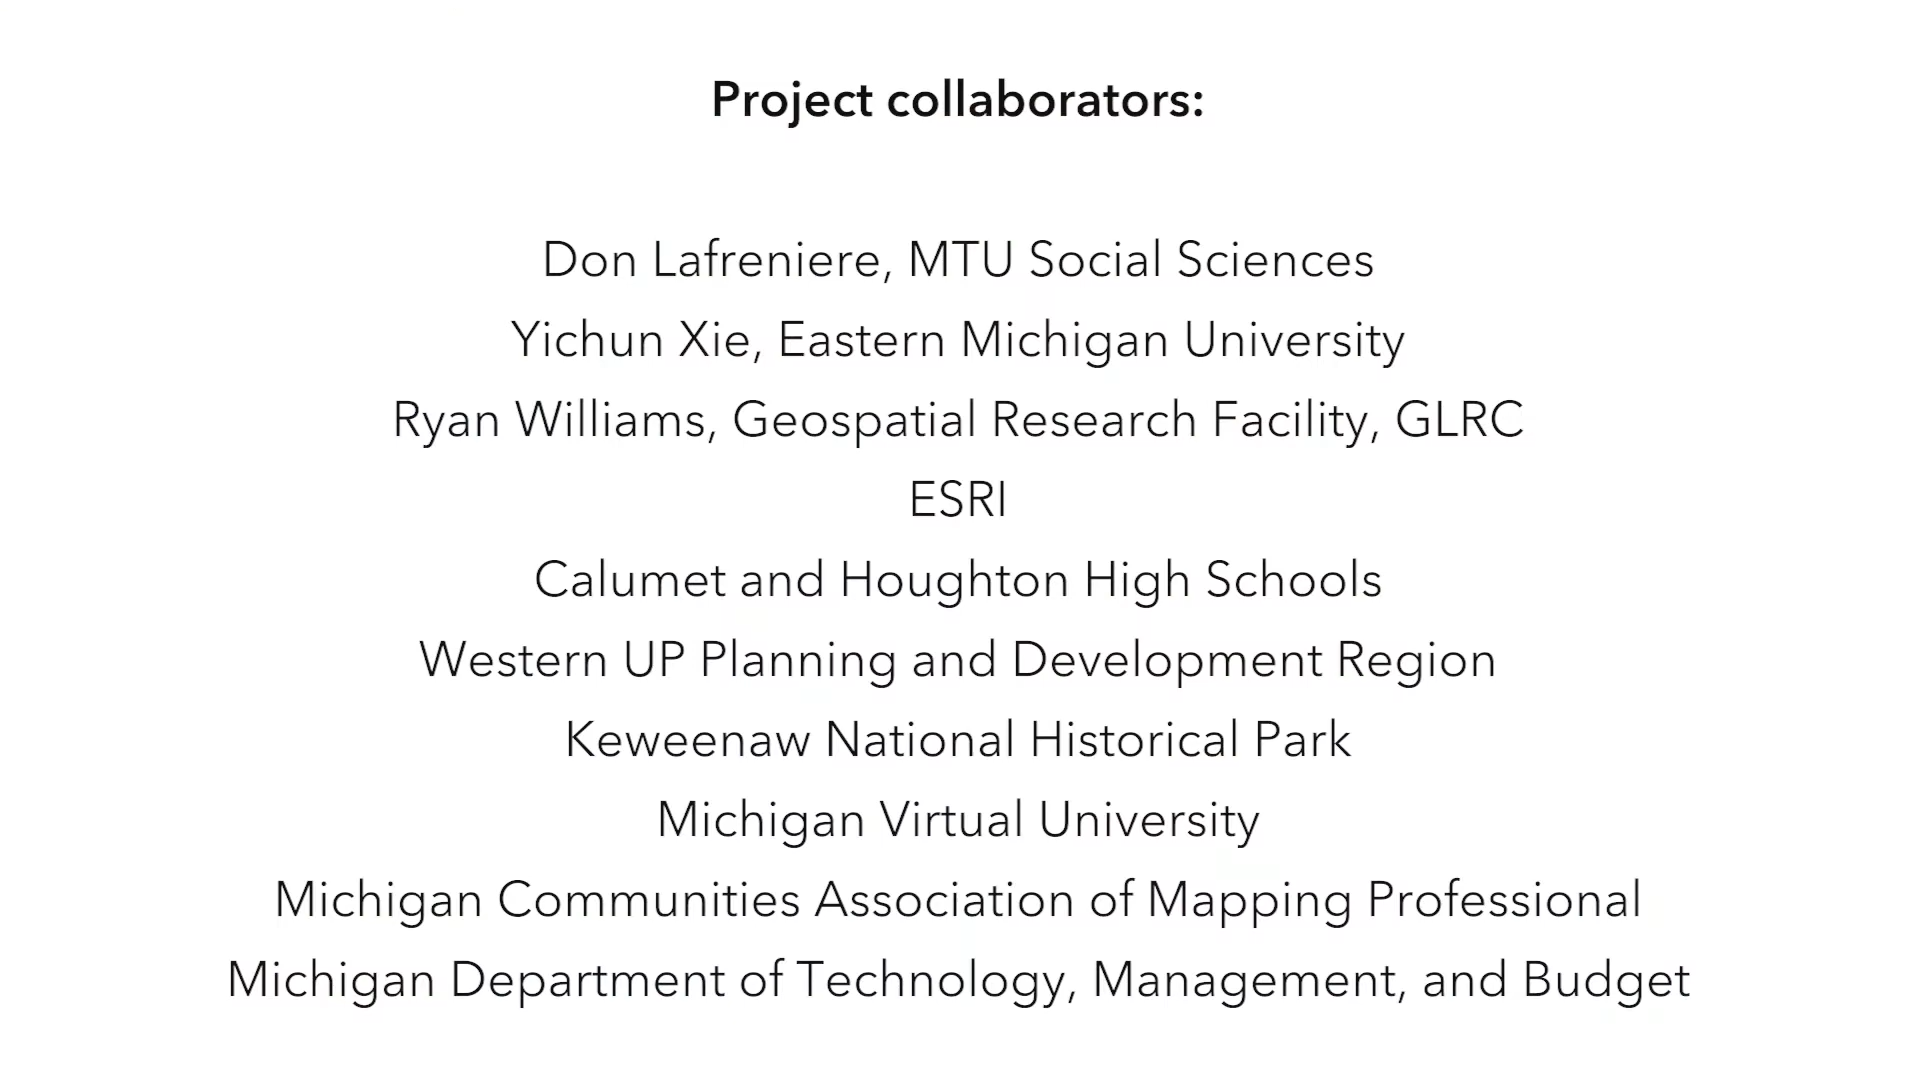 Project collaborators:
Don Lafreniere, MTU Social Sciences
Yichun Xie, Eastern Michigan University
Ryan Williams, Geospatial Research Facility, GLRC
ESRI
Calumet and Houghton High Schools
Western UP Planning and Development Region
Keweenaw National Historical Park
Michigan Virtual University
Michigan Communities Association of Mapping Professional
Michigan Department of Technology, Management, and Budget